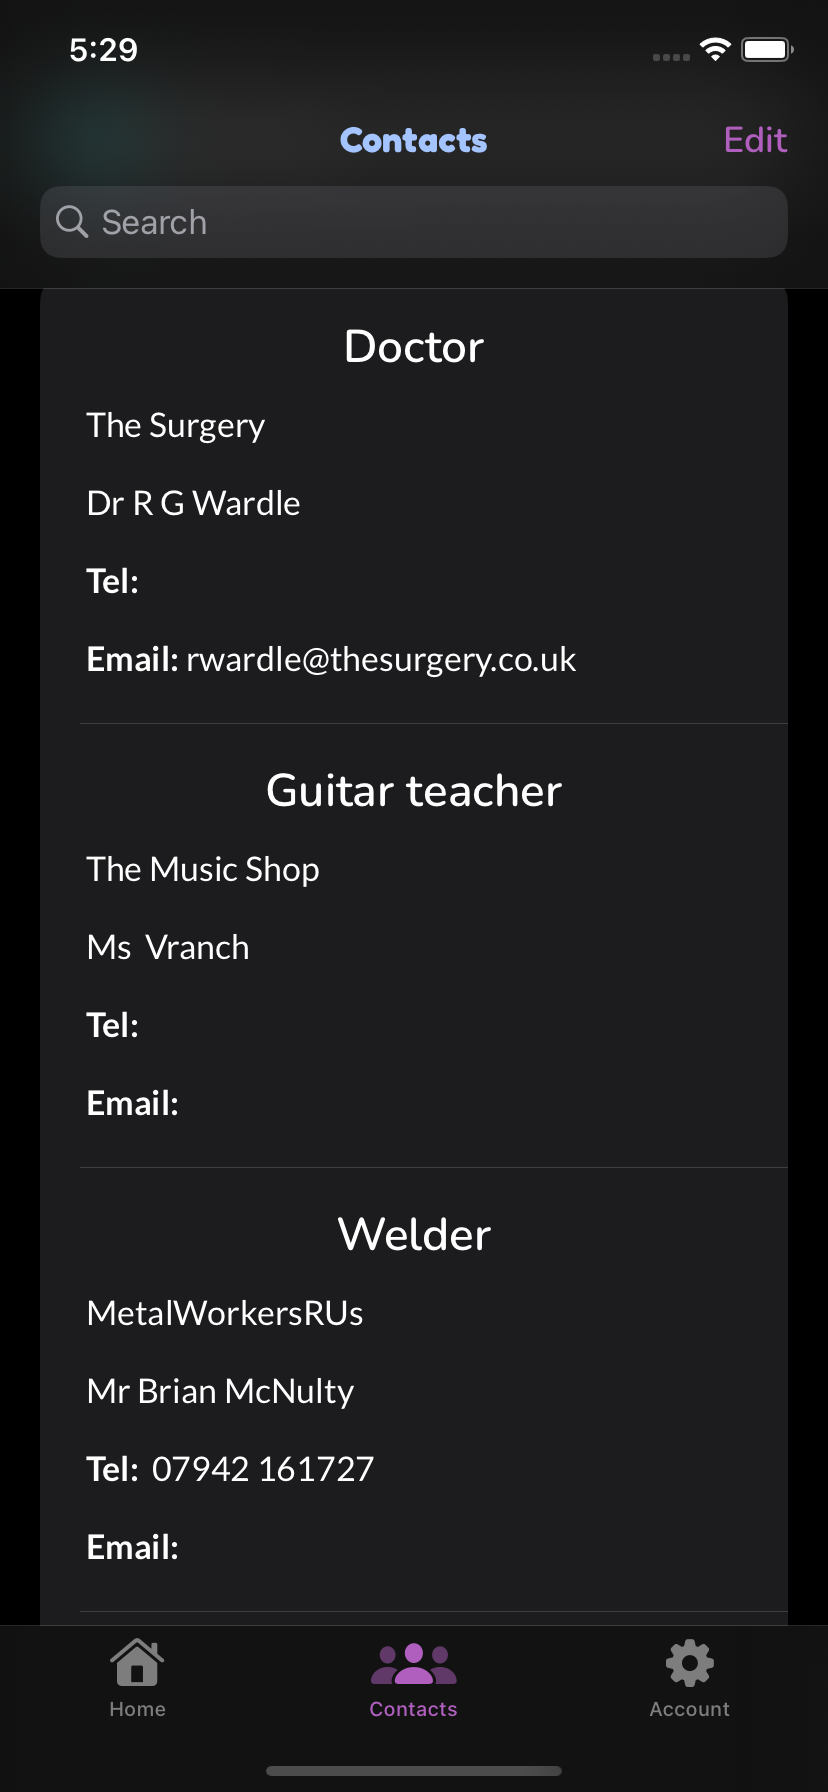 5:29
Contacts
Edit
Search
Doctor
The Surgery
Dr R G Wardle
Tel:
Email: rwardle@thesurgery.co.uk
Guitar teacher
The Music Shop
Ms  Vranch
Tel:
Email:
Welder
MetalWorkersRUs
Mr Brian McNulty
Tel:  07942 161727
Email:
Home
Contacts
Account